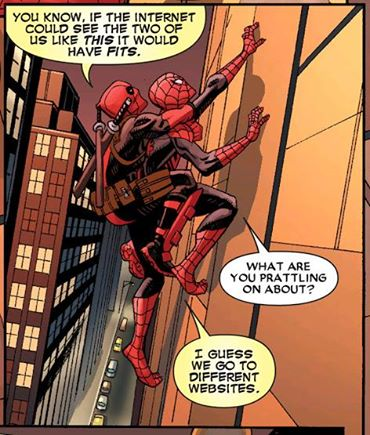 YOU KNOW, IF THE INTERNET
COULD SEE THE TWO OF
US LIKE THIS IT WOULD
HAVE FITS.
WHAT ARE
YOU PRATTLING
ON ABOUT?
I GUESS
WE GO TO
DIFFERENT
WEBSITES.